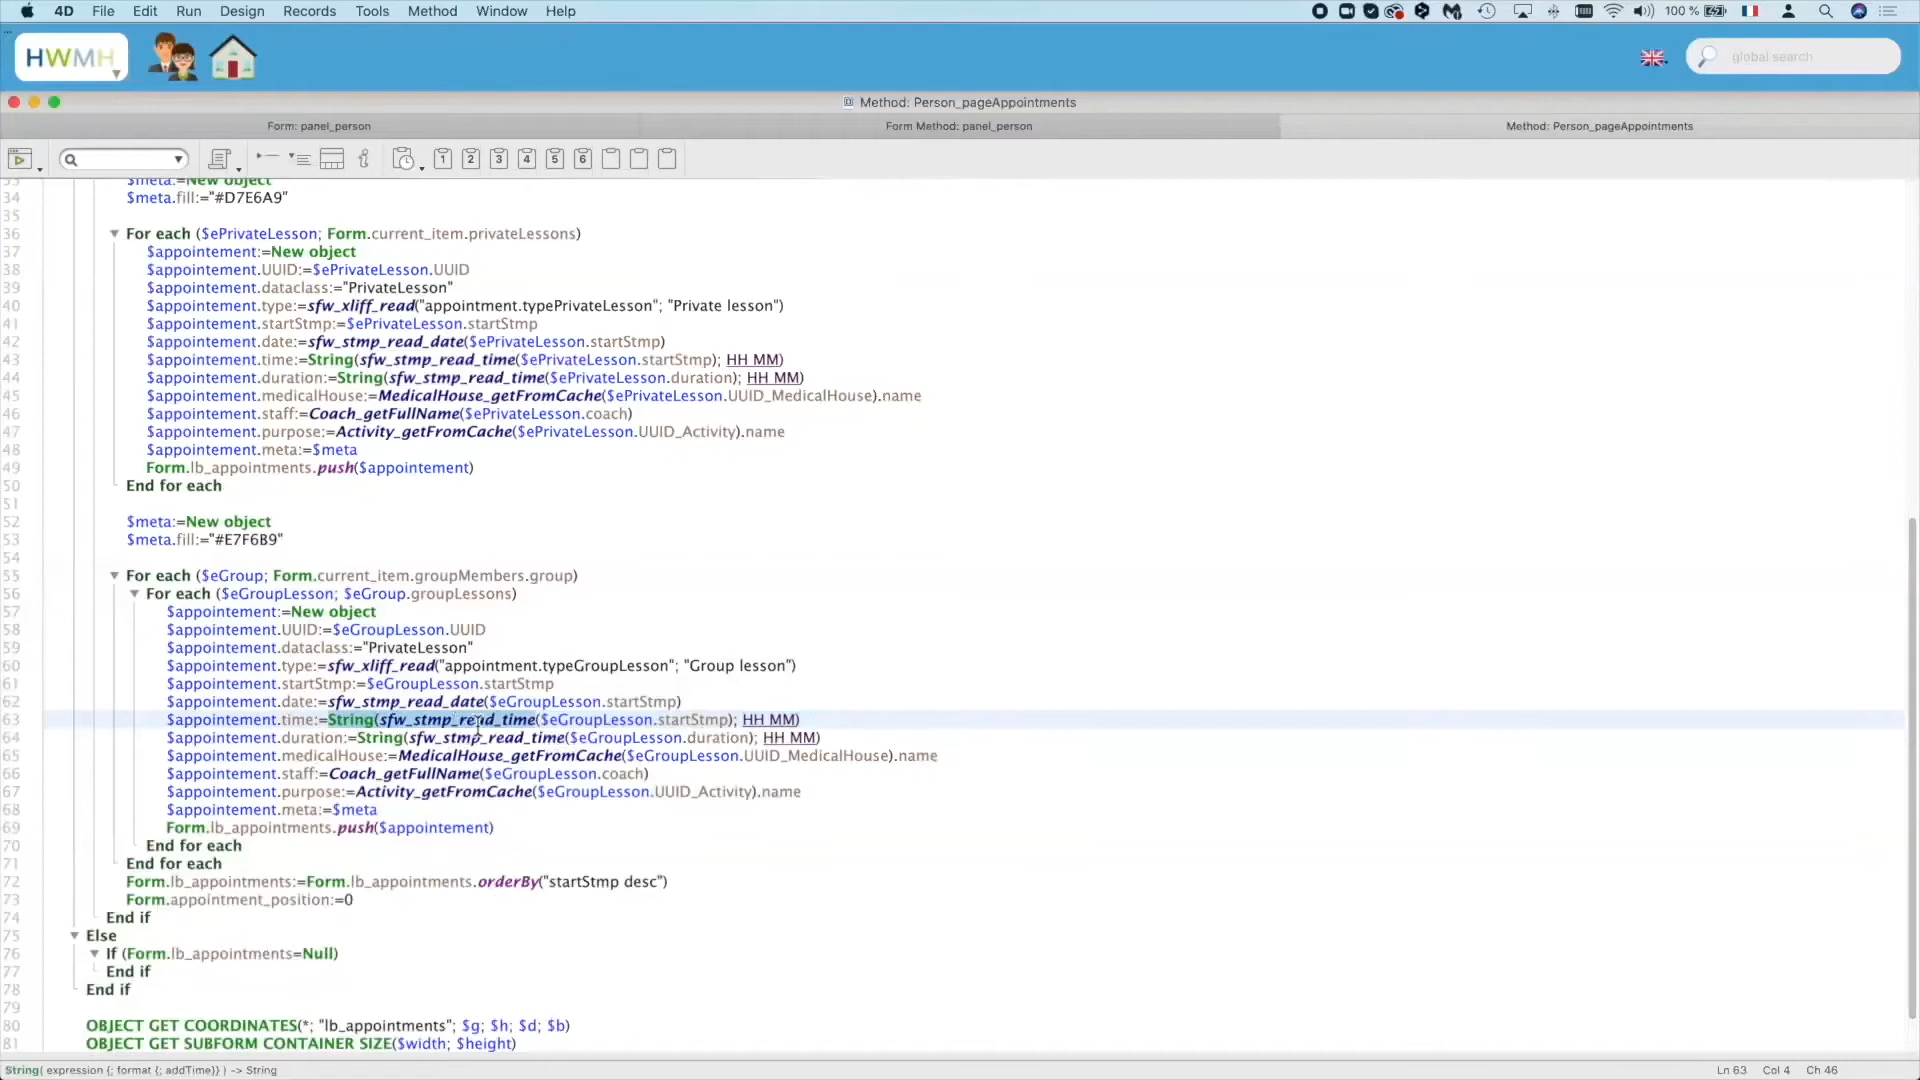 4D File Edit Run Design Records Tools Method Window Help 100 %
HWMH global search
Method: Person_pageAppointments
Form: panel_person Form Method: panel_person Method: Person_pageAppointments
1 2 3 4 5 6
33 $meta:=New object
34 $meta.fill:="#D7E6A9"
35
36 For each ($ePrivateLesson; Form.current_item.privateLessons)
37 $appointement:=New object
38 $appointement.UUID:=$ePrivateLesson.UUID
39 $appointement.dataclass:="PrivateLesson"
40 $appointement.type:=sfw_xliff_read("appointment.typePrivateLesson"; "Private lesson")
41 $appointement.startStmp:=$ePrivateLesson.startStmp
42 $appointement.date:=sfw_stmp_read_date($ePrivateLesson.startStmp)
43 $appointement.time:=String(sfw_stmp_read_time($ePrivateLesson.startStmp); HH MM)
44 $appointement.duration:=String(sfw_stmp_read_time($ePrivateLesson.duration); HH MM)
45 $appointement.medicalHouse:=MedicalHouse_getFromCache($ePrivateLesson.UUID_MedicalHouse).name
46 $appointement.staff:=Coach_getFullName($ePrivateLesson.coach)
47 $appointement.purpose:=Activity_getFromCache($ePrivateLesson.UUID_Activity).name
48 $appointement.meta:=$meta
49 Form.lb_appointments.push($appointement)
50 End for each
51
52 $meta:=New object
53 $meta.fill:="#E7F6B9"
54
55 For each ($eGroup; Form.current_item.groupMembers.group)
56 For each ($eGroupLesson; $eGroup.groupLessons)
57 $appointement:=New object
58 $appointement.UUID:=$eGroupLesson.UUID
59 $appointement.dataclass:="PrivateLesson"
60 $appointement.type:=sfw_xliff_read("appointment.typeGroupLesson"; "Group lesson")
61 $appointement.startStmp:=$eGroupLesson.startStmp
62 $appointement.date:=sfw_stmp_read_date($eGroupLesson.startStmp)
63 $appointement.time:=String(sfw_stmp_read_time($eGroupLesson.startStmp); HH MM)
64 $appointement.duration:=String(sfw_stmp_read_time($eGroupLesson.duration); HH MM)
65 $appointement.medicalHouse:=MedicalHouse_getFromCache($eGroupLesson.UUID_MedicalHouse).name
66 $appointement.staff:=Coach_getFullName($eGroupLesson.coach)
67 $appointement.purpose:=Activity_getFromCache($eGroupLesson.UUID_Activity).name
68 $appointement.meta:=$meta
69 Form.lb_appointments.push($appointement)
70 End for each
71 End for each
72 Form.lb_appointments:=Form.lb_appointments.orderBy("startStmp desc")
73 Form.appointment_position:=0
74 End if
75 Else
76 If (Form.lb_appointments=Null)
77 End if
78 End if
79
80 OBJECT GET COORDINATES(*; "lb_appointments"; $g; $h; $d; $b)
81 OBJECT GET SUBFORM CONTAINER SIZE($width; $height)
String( expression {; format {; addTime}} ) -> String Ln 63 Col 4 Ch 46